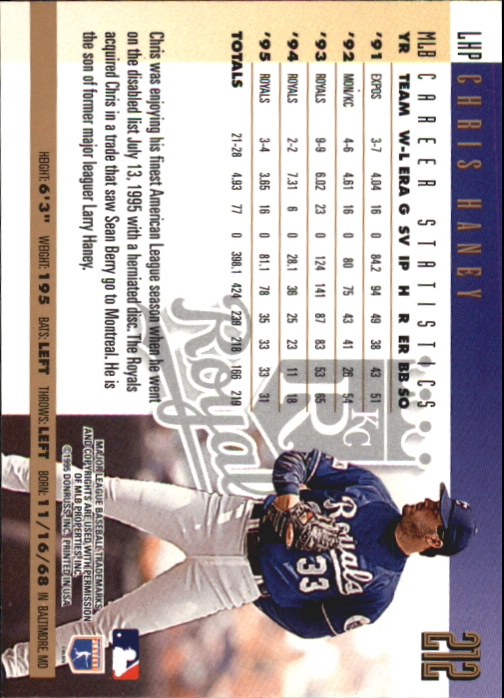 LHP CHRIS HANEY
272
MLB CAREER STATISTICS
YR TEAM W-L ERA G SV IP H R ER BB SO
'91 EXPOS 3-7 4.04 16 0 84.2 94 49 38 43 51
'92 MON/KC 4-6 4.61 16 0 80 75 43 41 26 54
'93 ROYALS 9-9 6.02 23 0 124 141 87 83 53 65
'94 ROYALS 2-2 7.31 6 0 28.1 36 25 23 11 18
'95 ROYALS 3-4 3.65 16 0 81.1 78 35 33 33 31
TOTALS 21-28 4.93 77 0 398.1 424 239 218 166 219
Chris was enjoying his finest American League season when he went
on the disabled list July 13, 1995 with a herniated disc. The Royals
acquired Chris in a trade that saw Sean Berry go to Montreal. He is
the son of former major leaguer Larry Haney.
KC
R
Royals
Royals
33
MAJOR LEAGUE BASEBALL TRADEMARKS
AND COPYRIGHTS ARE USED WITH PERMISSION
OF MLB PROPERTIES, INC.
©1995 DONRUSS, INC. PRINTED IN USA
HEIGHT: 6'3" WEIGHT: 195 BATS: LEFT THROWS: LEFT BORN: 11/16/68 IN BALTIMORE, MD